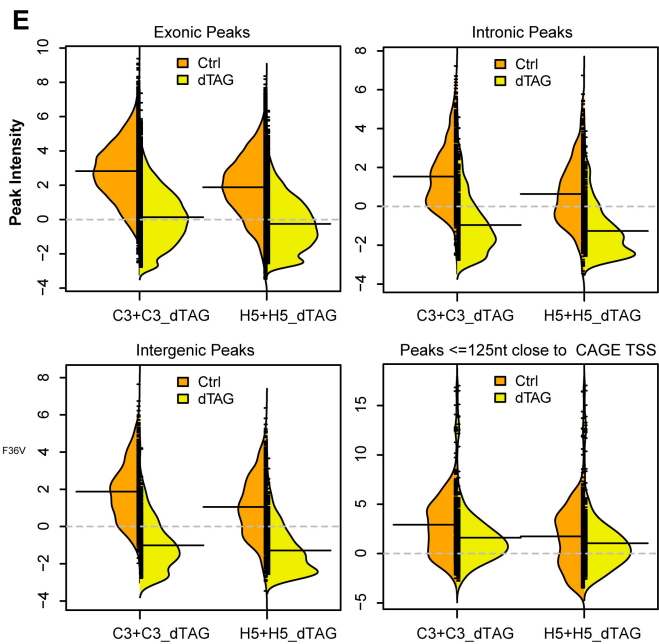 E
Exonic Peaks
Intronic Peaks
Peak Intensity
10
8
6
4
2
0
−2
−4
Ctrl
dTAG
C3+C3_dTAG
H5+H5_dTAG
8
6
4
2
0
−2
−4
Ctrl
dTAG
C3+C3_dTAG
H5+H5_dTAG
Intergenic Peaks
Peaks <=125nt close to CAGE TSS
F36V
8
6
4
2
0
−2
−4
Ctrl
dTAG
C3+C3_dTAG
H5+H5_dTAG
15
10
5
0
−5
Ctrl
dTAG
C3+C3_dTAG
H5+H5_dTAG